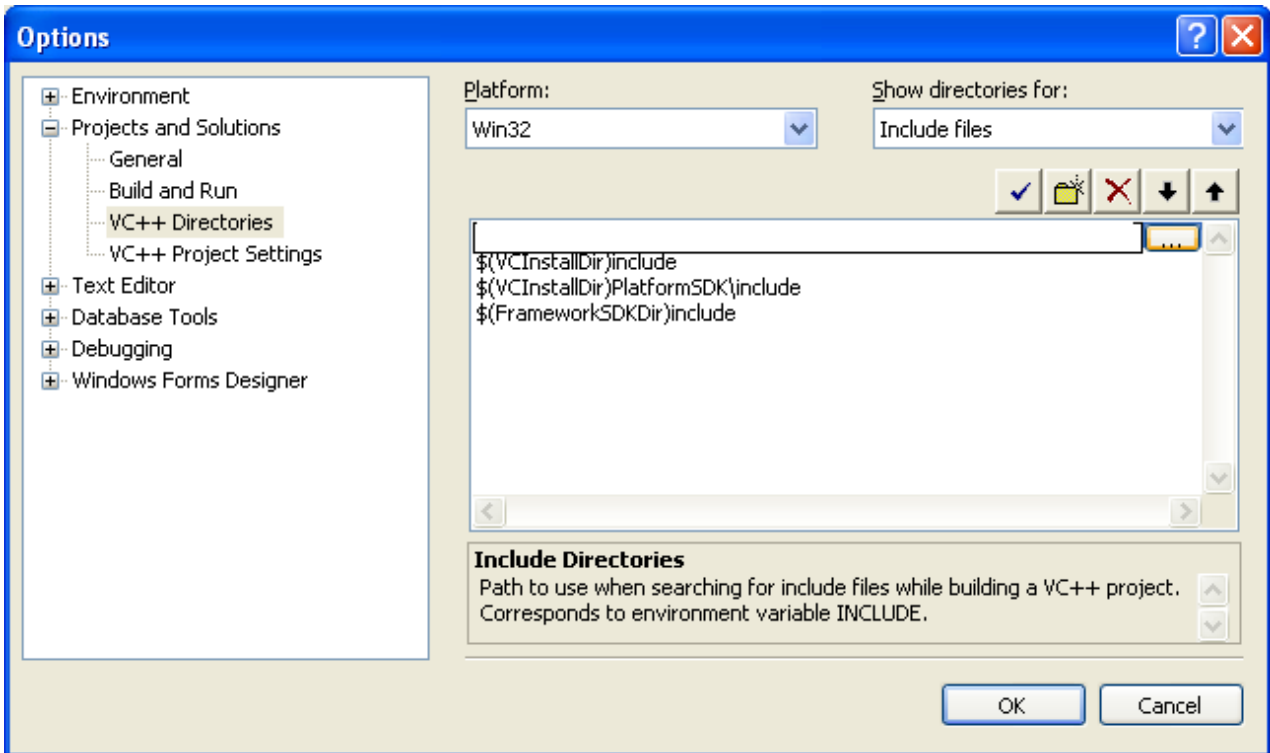 Options
Environment
Projects and Solutions
General
Build and Run
VC++ Directories
VC++ Project Settings
Text Editor
Database Tools
Debugging
Windows Forms Designer
Platform:
Win32
Show directories for:
Include files
...
$(VCInstallDir)include
$(VCInstallDir)PlatformSDK\include
$(FrameworkSDKDir)include
Include Directories
Path to use when searching for include files while building a VC++ project.
Corresponds to environment variable INCLUDE.
OK
Cancel